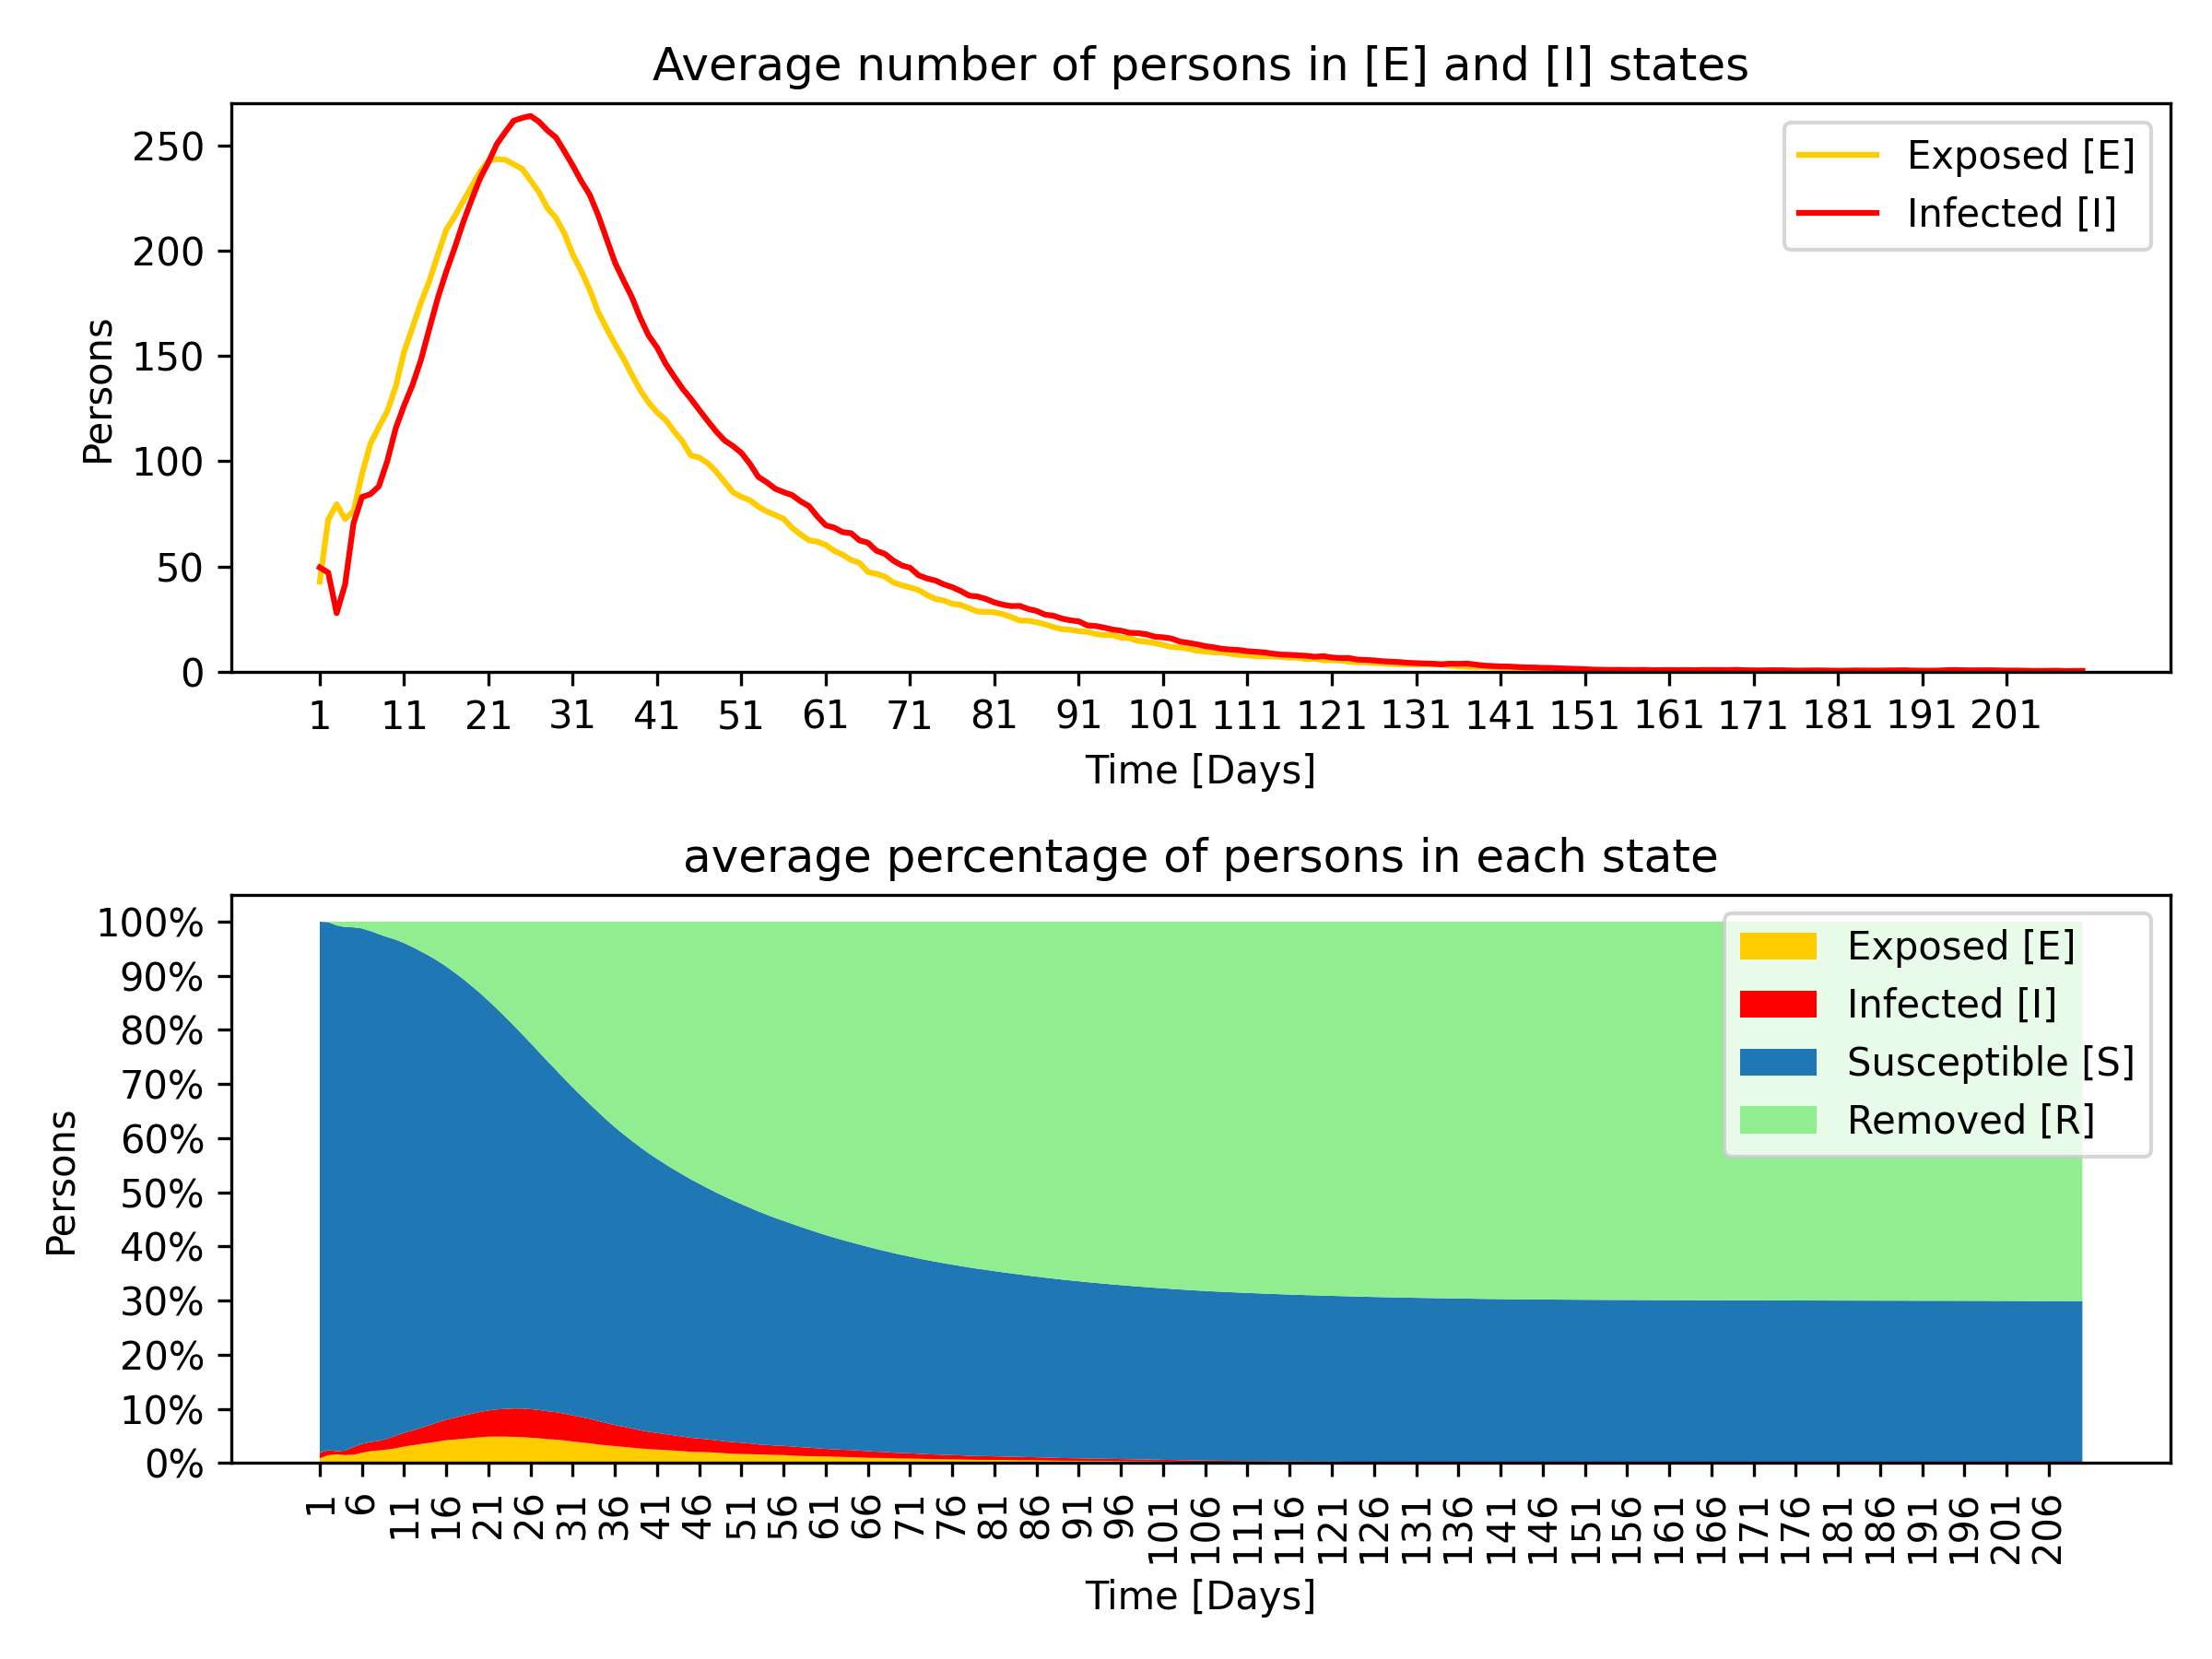 Average number of persons in [E] and [I] states
250
200
150
100
50
0
Persons
Exposed [E]
Infected [I]
1 11 21 31 41 51 61 71 81 91 101 111 121 131 141 151 161 171 181 191 201
Time [Days]
average percentage of persons in each state
100%
90%
80%
70%
60%
50%
40%
30%
20%
10%
0%
Persons
Exposed [E]
Infected [I]
Susceptible [S]
Removed [R]
1 6 11 16 21 26 31 36 41 46 51 56 61 66 71 76 81 86 91 96 101 106 111 116 121 126 131 136 141 146 151 156 161 166 171 176 181 186 191 196 201 206
Time [Days]